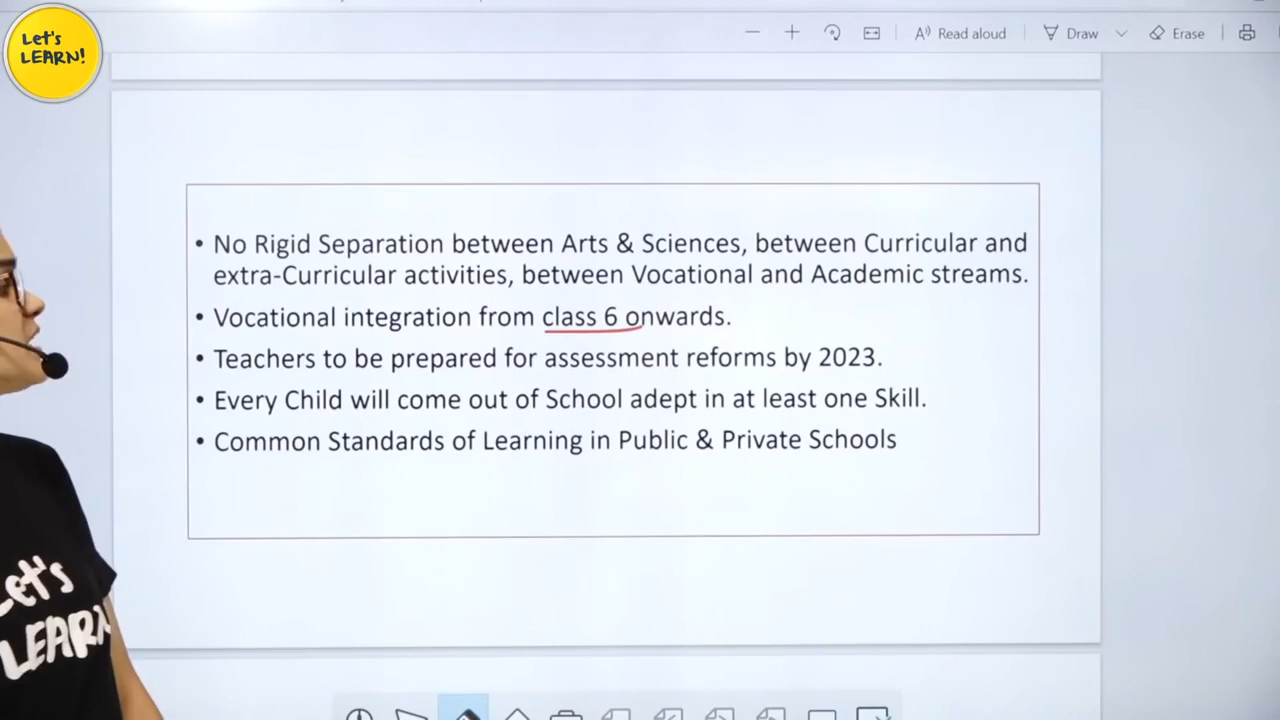 Let's
LEARN!
Read aloud
Draw
Erase
• No Rigid Separation between Arts & Sciences, between Curricular and
extra-Curricular activities, between Vocational and Academic streams.
• Vocational integration from class 6 onwards.
• Teachers to be prepared for assessment reforms by 2023.
• Every Child will come out of School adept in at least one Skill.
• Common Standards of Learning in Public & Private Schools
Let's
LEARN